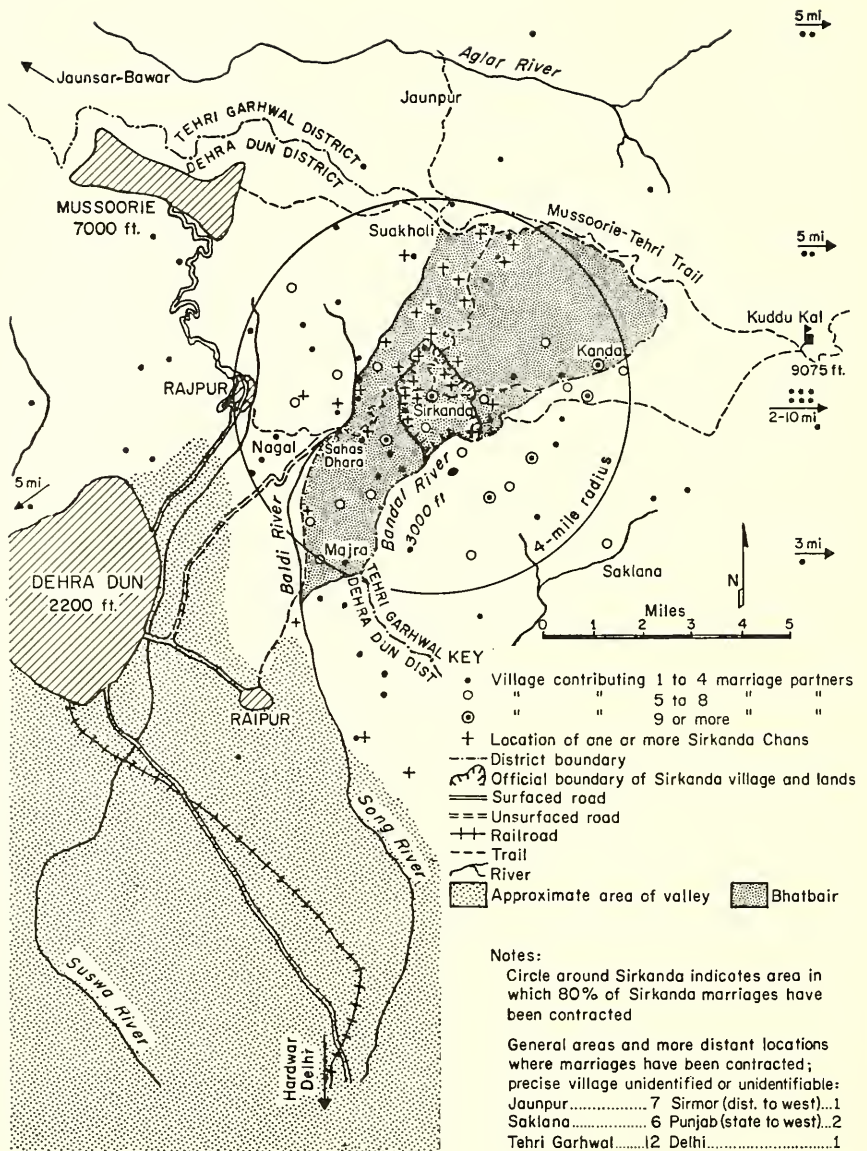 5 mi
Aglar River
Jaunsar-Bawar
Jaunpur
TEHRI GARHWAL DISTRICT
DEHRA DUN DISTRICT
MUSSOORIE
7000 ft.
Suakholi
Mussoorie-Tehri Trail
5 mi
Kuddu Kal
9075 ft.
Kanda
RAJPUR
Sirkanda
2-10 mi
Nagal
Sahas
Dhara
5 mi
Bandal River
3000 ft
4-mile radius
Baldi River
Majra
3 mi
Saklana
DEHRA DUN
2200 ft.
TEHRI GARHWAL
DEHRA DUN DIST
N
Miles
0 1 2 3 4 5
RAIPUR
KEY
Village contributing 1 to 4 marriage partners
" " 5 to 8 " "
" " 9 or more " "
Location of one or more Sirkanda Chans
District boundary
Official boundary of Sirkanda village and lands
Surfaced road
Unsurfaced road
Railroad
Trail
River
Approximate area of valley Bhatbair
Song River
Suswa River
Hardwar
Delhi
Notes:
Circle around Sirkanda indicates area in
which 80% of Sirkanda marriages have
been contracted
General areas and more distant locations
where marriages have been contracted;
precise village unidentified or unidentifiable:
Jaunpur................. 7 Sirmor (dist. to west)...1
Saklana................. 6 Punjab (state to west)...2
Tehri Garhwal........12 Delhi............................1